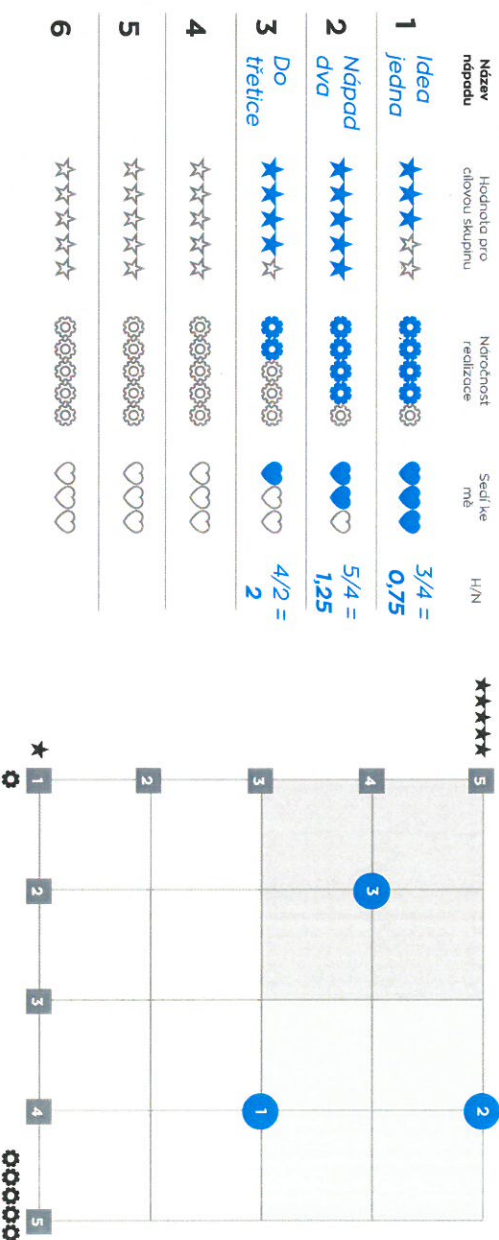 Název
nápadu
Hodnota pro
cílovou skupinu
Náročnost
realizace
Sedí ke
mě
H/N
1
Idea
jedna
3/4 =
0,75
2
Nápad
dva
5/4 =
1,25
3
Do
třetice
4/2 =
2
4
5
6
5
4
3
2
1
2
3
4
5
2
3
1